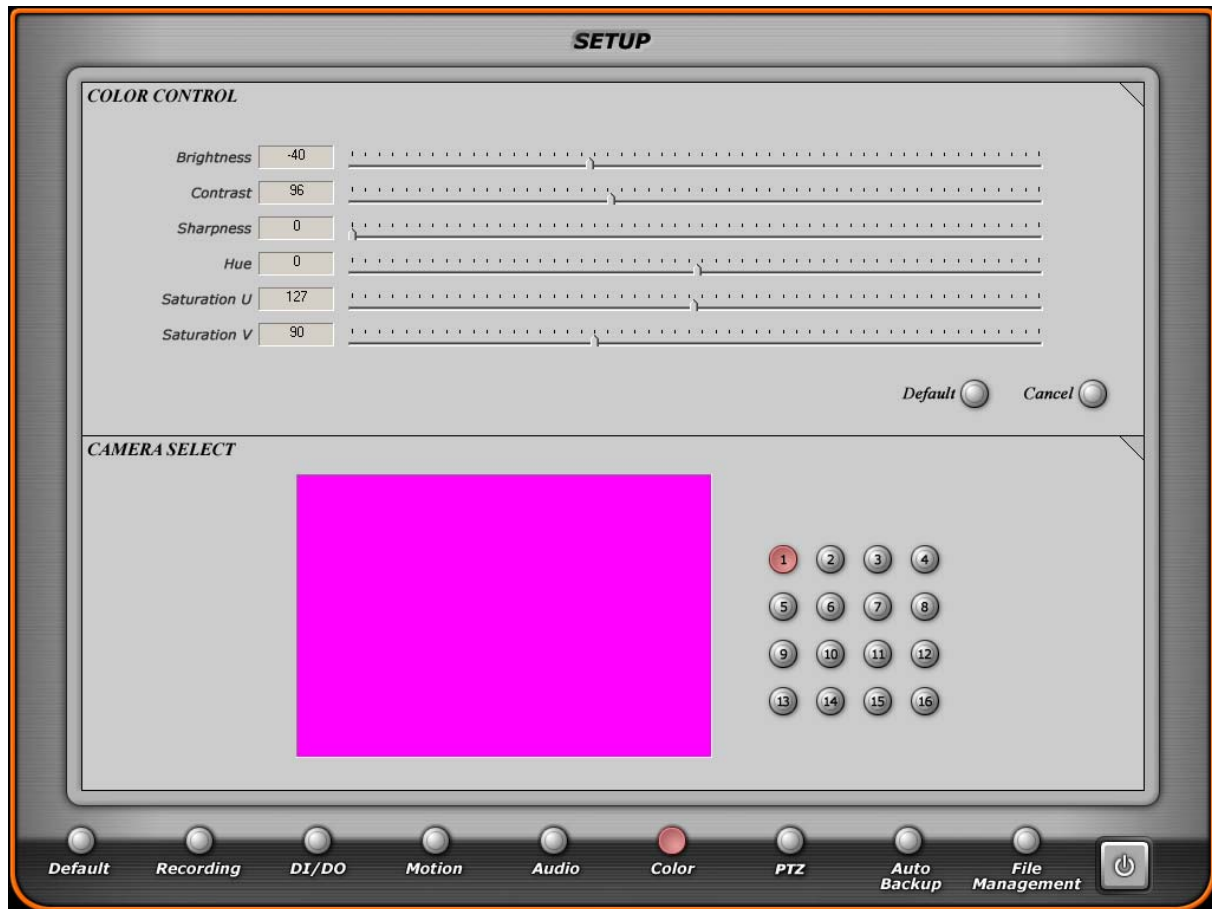 SETUP
COLOR CONTROL
Brightness -40
Contrast 96
Sharpness 0
Hue 0
Saturation U 127
Saturation V 90
Default Cancel
CAMERA SELECT
1 2 3 4
5 6 7 8
9 10 11 12
13 14 15 16
Default Recording DI/DO Motion Audio Color PTZ Auto Backup File Management